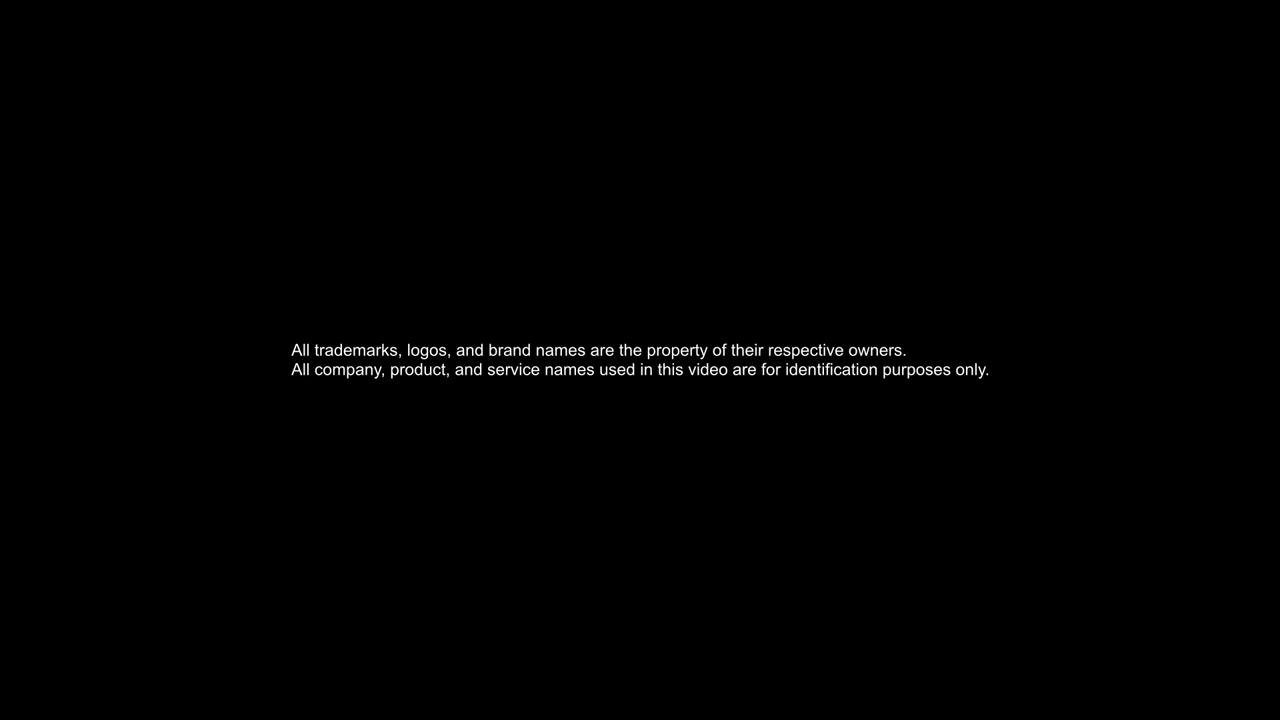 All trademarks, logos, and brand names are the property of their respective owners.
All company, product, and service names used in this video are for identification purposes only.